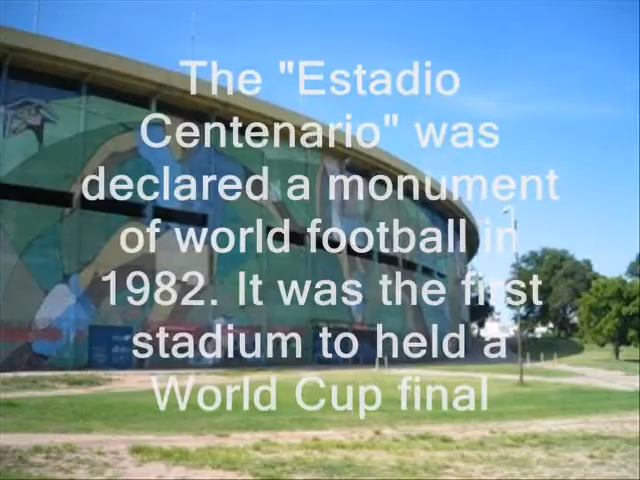 The "Estadio
Centenario" was
declared a monument
of world football in
1982. It was the first
stadium to held a
World Cup final